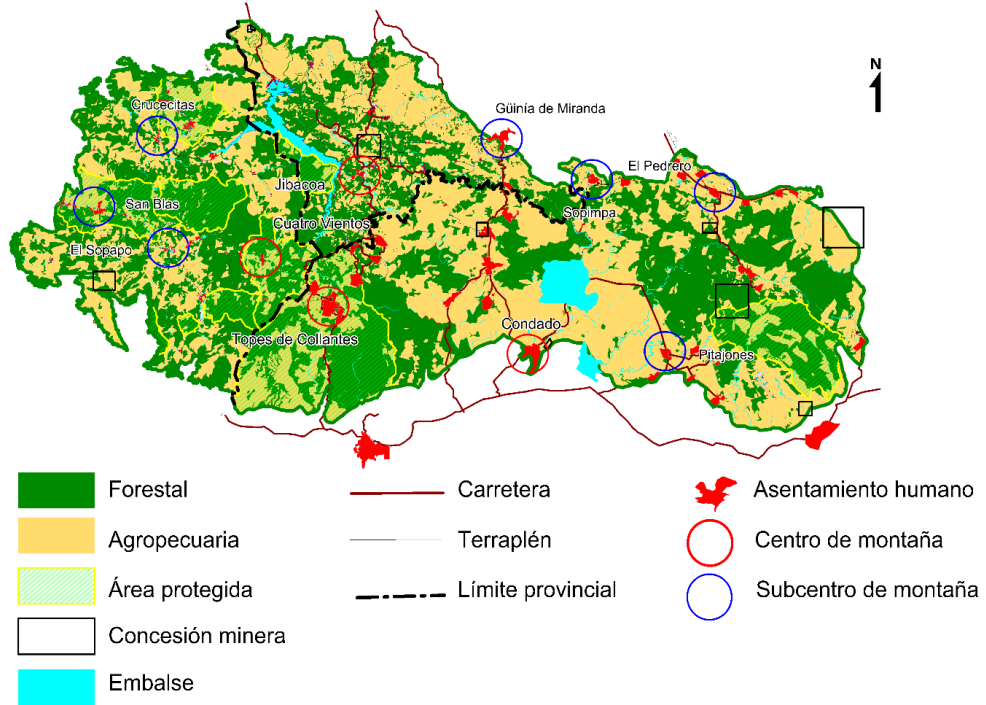 N
Crucecitas
Güinía de Miranda
El Pedrero
Jibacoa
San Blas
Sopimpa
Cuatro Vientos
El Sopapo
Condado
Topes de Collantes
Pitajones
Forestal
Carretera
Asentamiento humano
Agropecuaria
Terraplén
Centro de montaña
Área protegida
Límite provincial
Subcentro de montaña
Concesión minera
Embalse